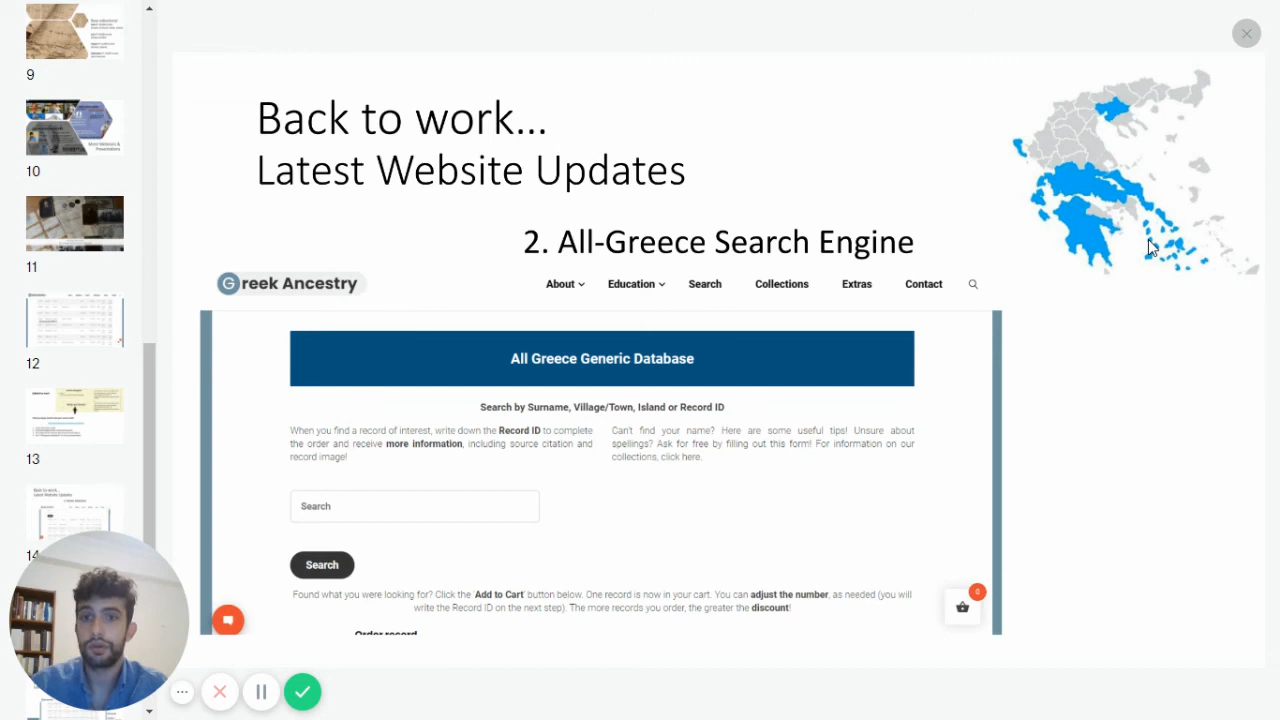 9
10
11
12
13
14
Back to work...
Latest Website Updates
2. All-Greece Search Engine
Greek Ancestry
About Education Search Collections Extras Contact
All Greece Generic Database
Search by Surname, Village/Town, Island or Record ID
When you find a record of interest, write down the Record ID to complete
the order and receive more information, including source citation and
record image!
Can't find your name? Here are some useful tips! Unsure about
spellings? Ask for free by filling out this form! For information on our
collections, click here.
Search
Search
Found what you were looking for? Click the 'Add to Cart' button below. One record is now in your cart. You can adjust the number, as needed (you will
write the Record ID on the next step). The more records you order, the greater the discount!
Order record
0